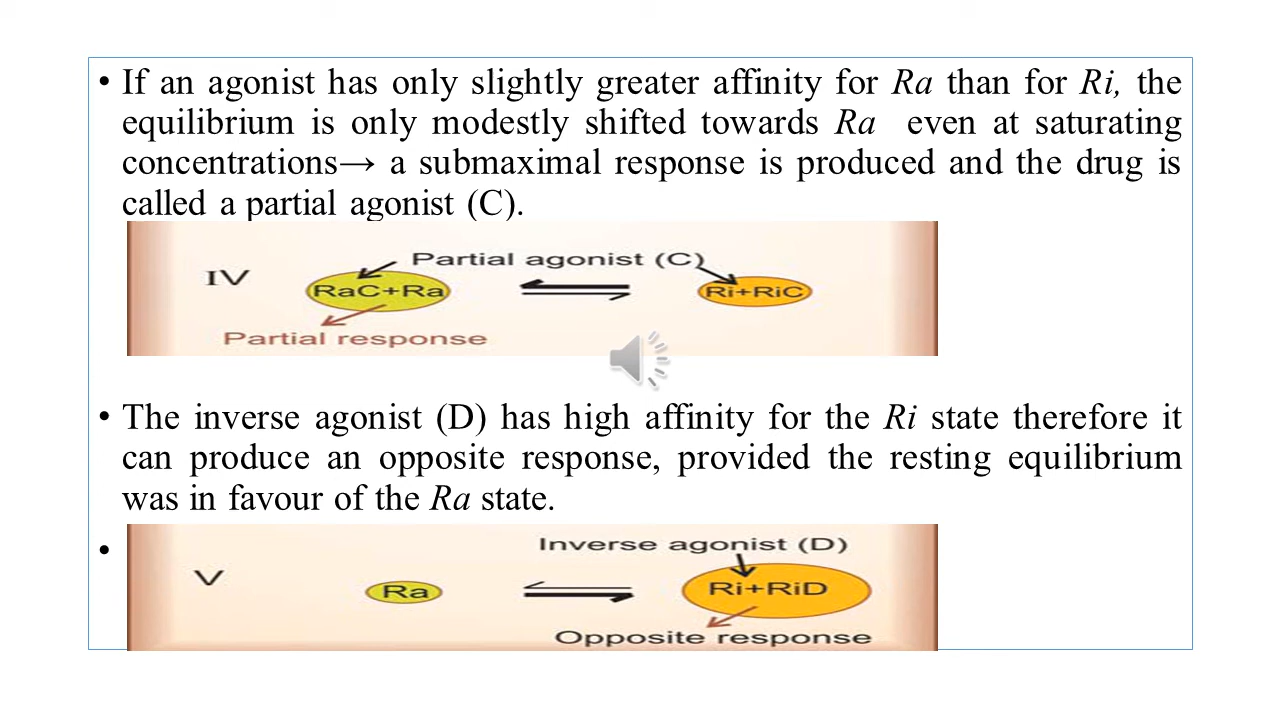 • If an agonist has only slightly greater affinity for Ra than for Ri, the
equilibrium is only modestly shifted towards Ra even at saturating
concentrations→ a submaximal response is produced and the drug is
called a partial agonist (C).
Partial agonist (C)
IV
RaC+Ra
Ri+RiC
Partial response
• The inverse agonist (D) has high affinity for the Ri state therefore it
can produce an opposite response, provided the resting equilibrium
was in favour of the Ra state.
•
Inverse agonist (D)
V
Ra
Ri+RiD
Opposite response